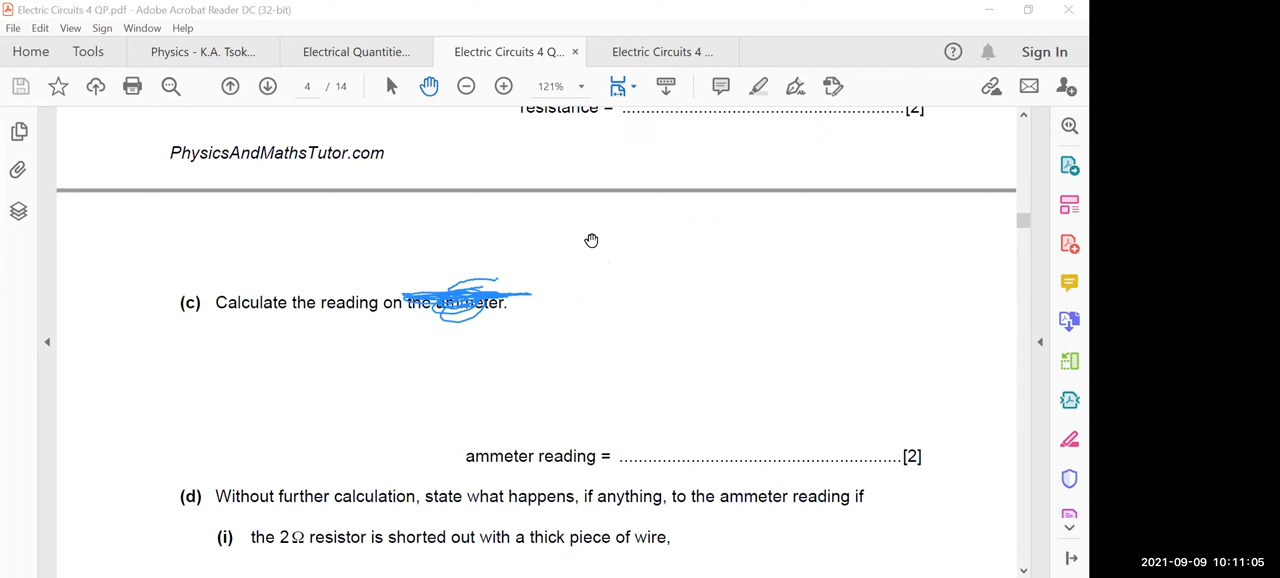 Electric Circuits 4 QP.pdf - Adobe Acrobat Reader DC (32-bit)
File Edit View Sign Window Help
Home Tools Physics - K.A. Tsok... Electrical Quantitie... Electric Circuits 4 Q... × Electric Circuits 4 ... Sign In
4 / 14 121%
resistance = ........................................................[2]
PhysicsAndMathsTutor.com
(c) Calculate the reading on the ammeter.
ammeter reading = ..........................................................[2]
(d) Without further calculation, state what happens, if anything, to the ammeter reading if
(i) the 2Ω resistor is shorted out with a thick piece of wire,
2021-09-09 10:11:05